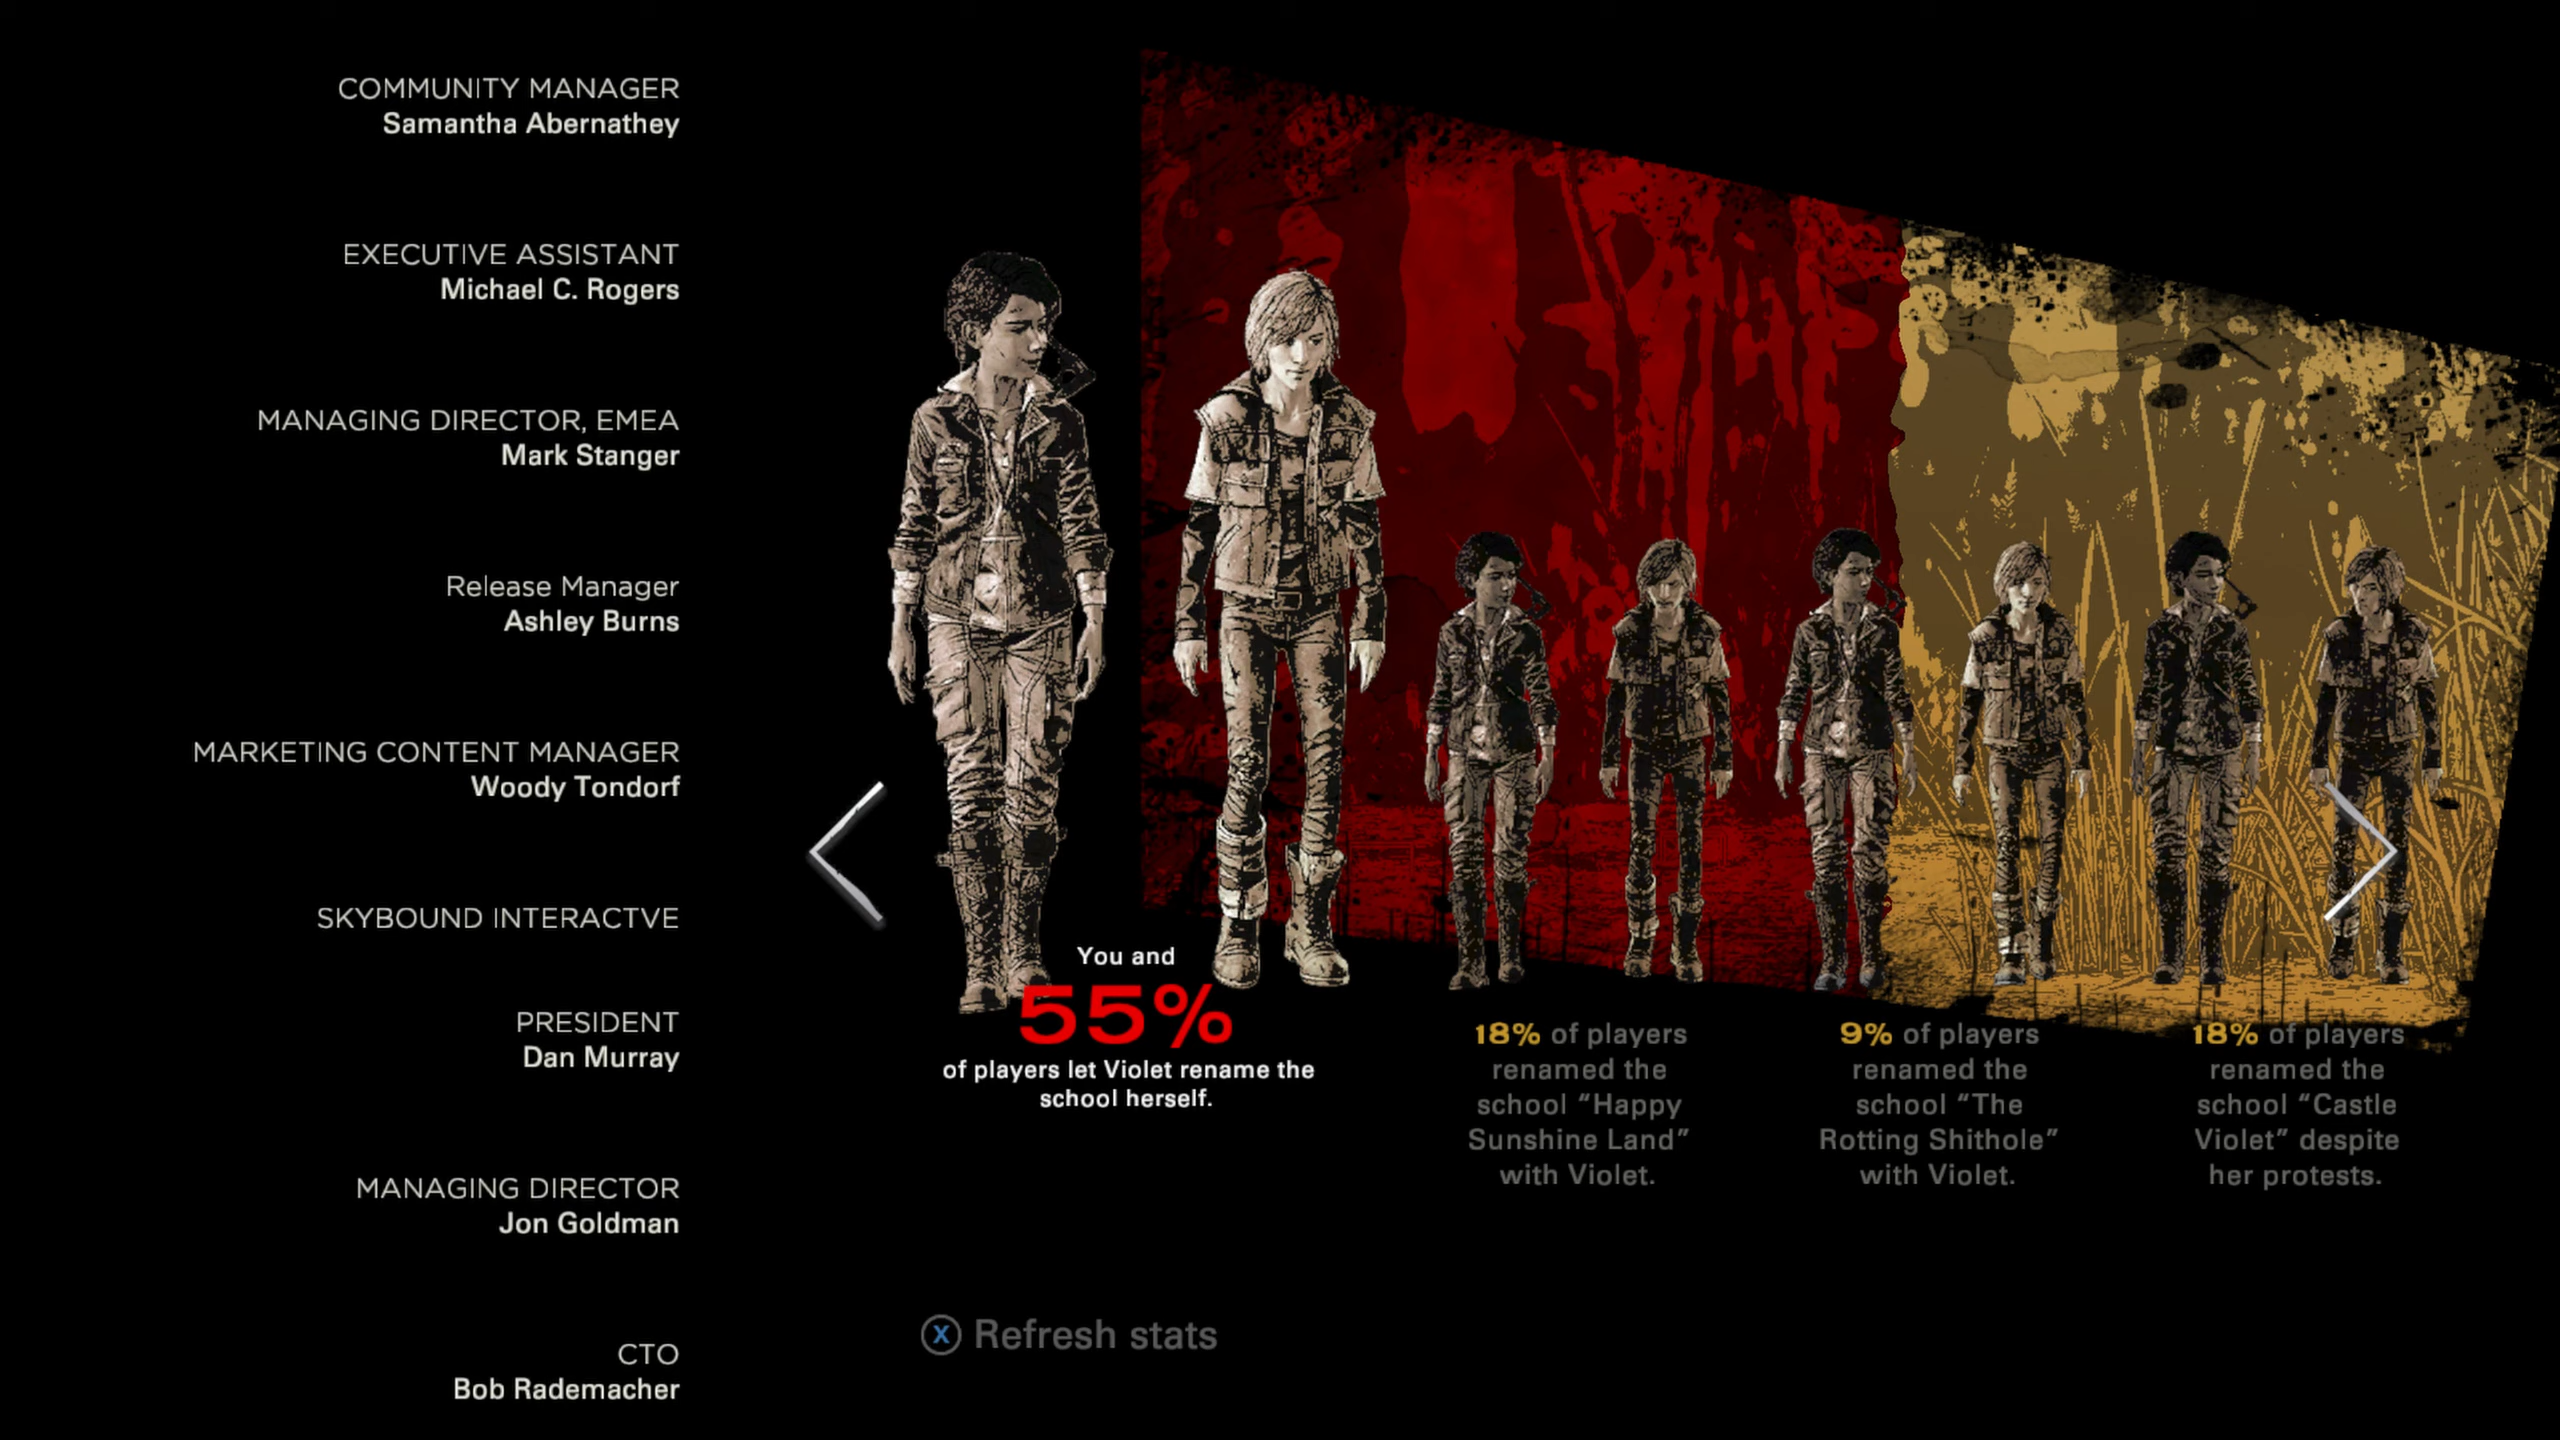 COMMUNITY MANAGER
Samantha Abernathey
EXECUTIVE ASSISTANT
Michael C. Rogers
MANAGING DIRECTOR, EMEA
Mark Stanger
Release Manager
Ashley Burns
MARKETING CONTENT MANAGER
Woody Tondorf
SKYBOUND INTERACTVE
PRESIDENT
Dan Murray
MANAGING DIRECTOR
Jon Goldman
CTO
Bob Rademacher
You and
55%
of players let Violet rename the
school herself.
18% of players
renamed the
school “Happy
Sunshine Land”
with Violet.
9% of players
renamed the
school “The
Rotting Shithole”
with Violet.
18% of players
renamed the
school “Castle
Violet” despite
her protests.
X Refresh stats